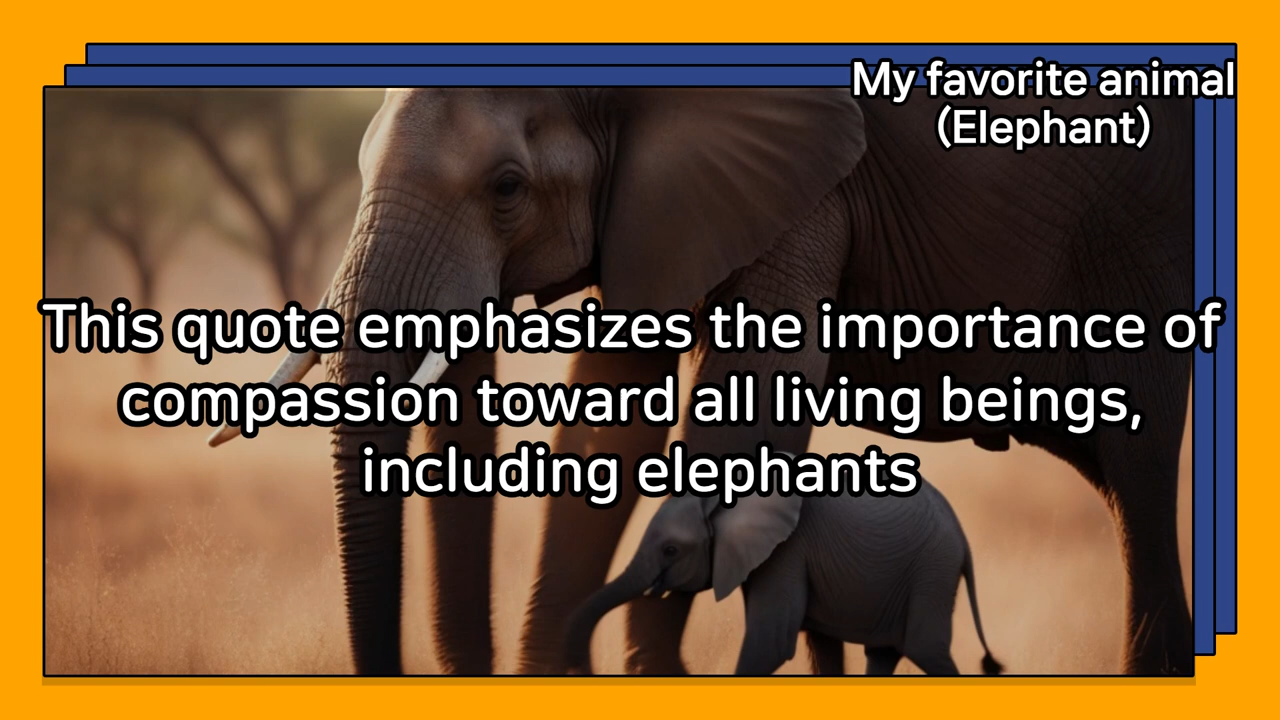 My favorite animal
(Elephant)
This quote emphasizes the importance of
compassion toward all living beings,
including elephants